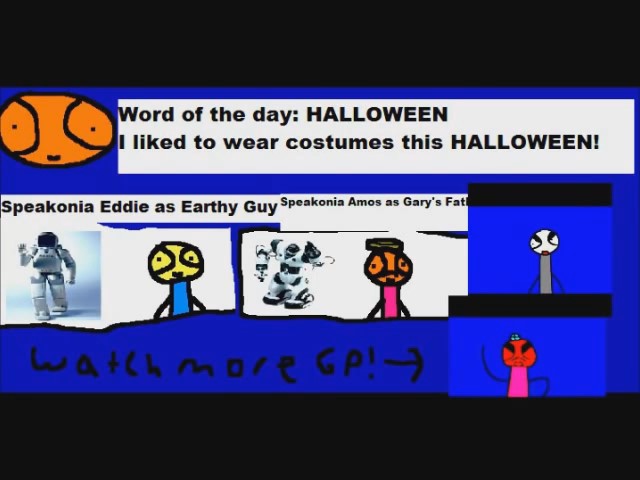 Word of the day: HALLOWEEN
I liked to wear costumes this HALLOWEEN!
Speakonia Eddie as Earthy Guy
Speakonia Amos as Gary's Fath
watch more GP!→